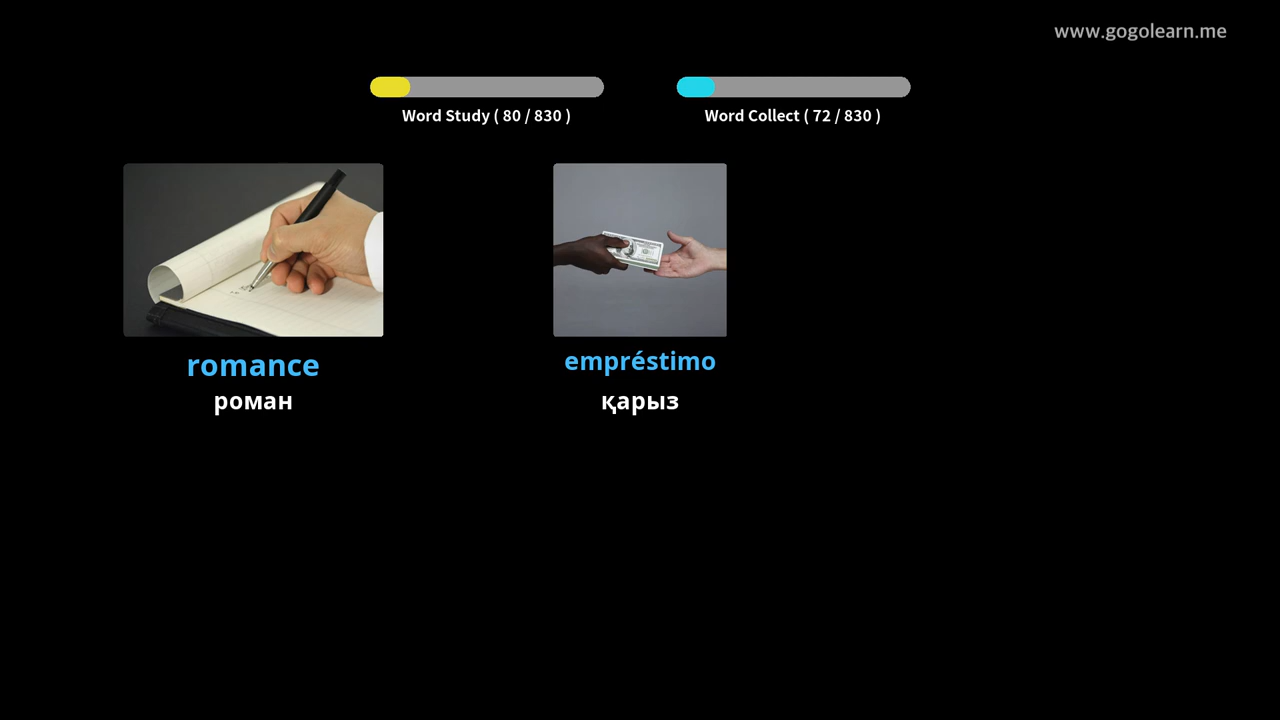 www.gogolearn.me
Word Study ( 80 / 830 )
Word Collect ( 72 / 830 )
romance
роман
empréstimo
қарыз